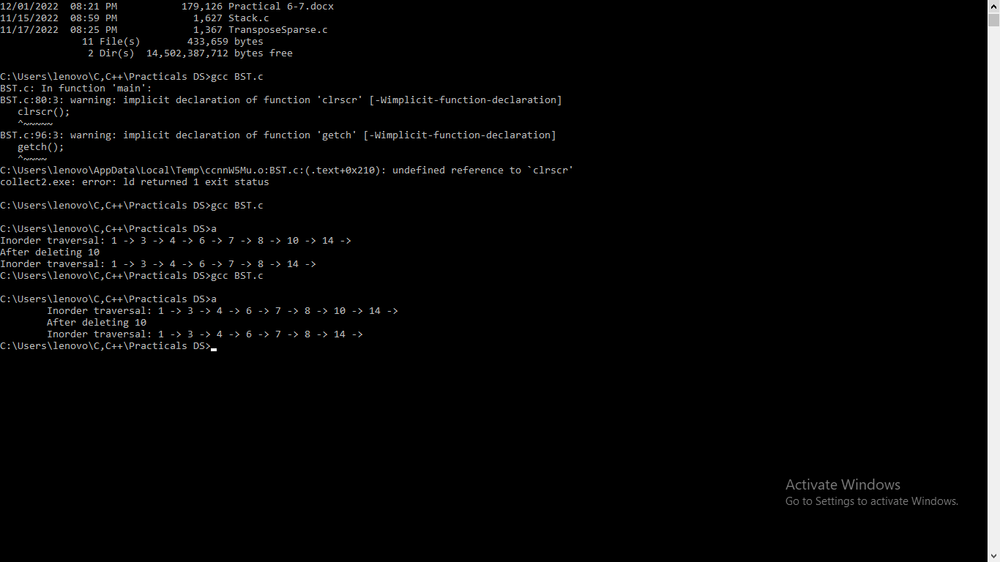 12/01/2022  08:21 PM           179,126 Practical 6-7.docx
11/15/2022  08:59 PM             1,627 Stack.c
11/17/2022  08:25 PM             1,367 TransposeSparse.c
              11 File(s)        433,659 bytes
               2 Dir(s)  14,502,387,712 bytes free
C:\Users\lenovo\C,C++\Practicals DS>gcc BST.c
BST.c: In function 'main':
BST.c:80:3: warning: implicit declaration of function 'clrscr' [-Wimplicit-function-declaration]
   clrscr();
   ^~~~~~
BST.c:96:3: warning: implicit declaration of function 'getch' [-Wimplicit-function-declaration]
   getch();
   ^~~~~
C:\Users\lenovo\AppData\Local\Temp\ccnnW5Mu.o:BST.c:(.text+0x210): undefined reference to `clrscr'
collect2.exe: error: ld returned 1 exit status
C:\Users\lenovo\C,C++\Practicals DS>gcc BST.c
C:\Users\lenovo\C,C++\Practicals DS>a
Inorder traversal: 1 -> 3 -> 4 -> 6 -> 7 -> 8 -> 10 -> 14 ->
After deleting 10
Inorder traversal: 1 -> 3 -> 4 -> 6 -> 7 -> 8 -> 14 ->
C:\Users\lenovo\C,C++\Practicals DS>gcc BST.c
C:\Users\lenovo\C,C++\Practicals DS>a
        Inorder traversal: 1 -> 3 -> 4 -> 6 -> 7 -> 8 -> 10 -> 14 ->
        After deleting 10
        Inorder traversal: 1 -> 3 -> 4 -> 6 -> 7 -> 8 -> 14 ->
C:\Users\lenovo\C,C++\Practicals DS>
Activate Windows
Go to Settings to activate Windows.